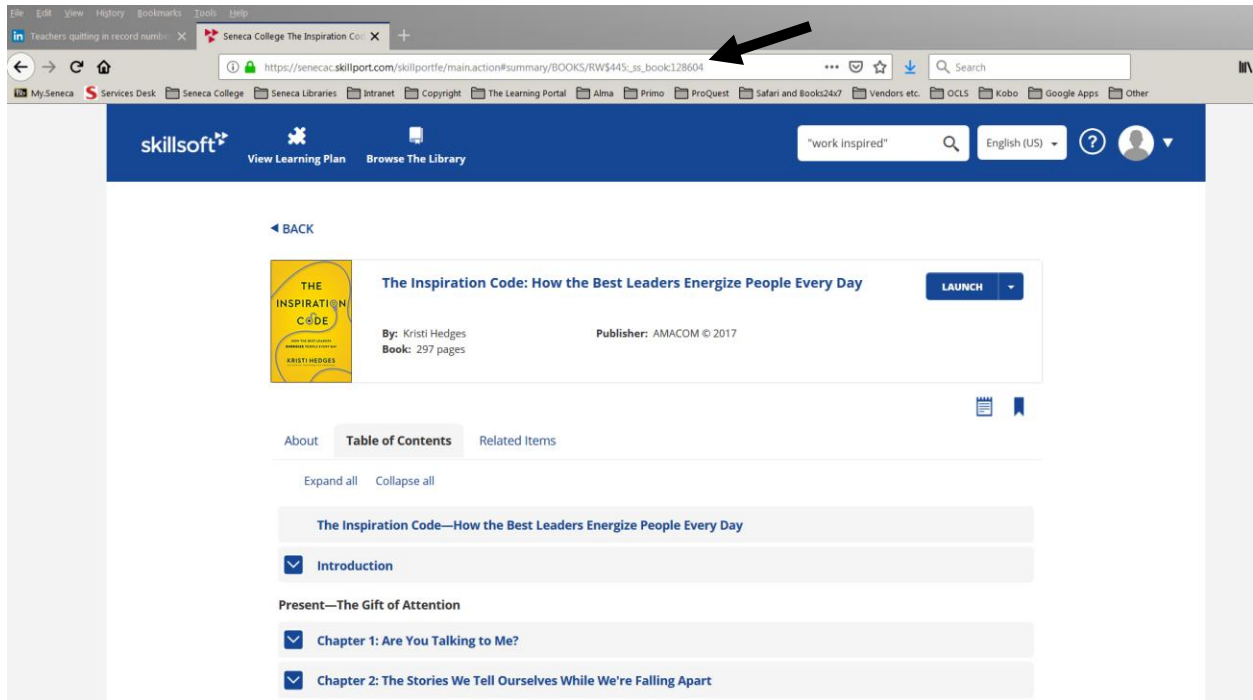 File Edit View History Bookmarks Tools Help
in Teachers quitting in record numbe Seneca College The Inspiration Co
https://senecac.skillport.com/skillportfe/main.action#summary/BOOKS/RW$445:_ss_book:128604 Search
My.Seneca Services Desk Seneca College Seneca Libraries Intranet Copyright The Learning Portal Alma Primo ProQuest Safari and Books24x7 Vendors etc. OCLS Kobo Google Apps Other
skillsoft View Learning Plan Browse The Library "work inspired" English (US) ?
BACK
THE
INSPIRATION
CODE
KRISTI HEDGES
The Inspiration Code: How the Best Leaders Energize People Every Day LAUNCH
By: Kristi Hedges Publisher: AMACOM © 2017
Book: 297 pages
About Table of Contents Related Items
Expand all Collapse all
The Inspiration Code—How the Best Leaders Energize People Every Day
Introduction
Present—The Gift of Attention
Chapter 1: Are You Talking to Me?
Chapter 2: The Stories We Tell Ourselves While We're Falling Apart